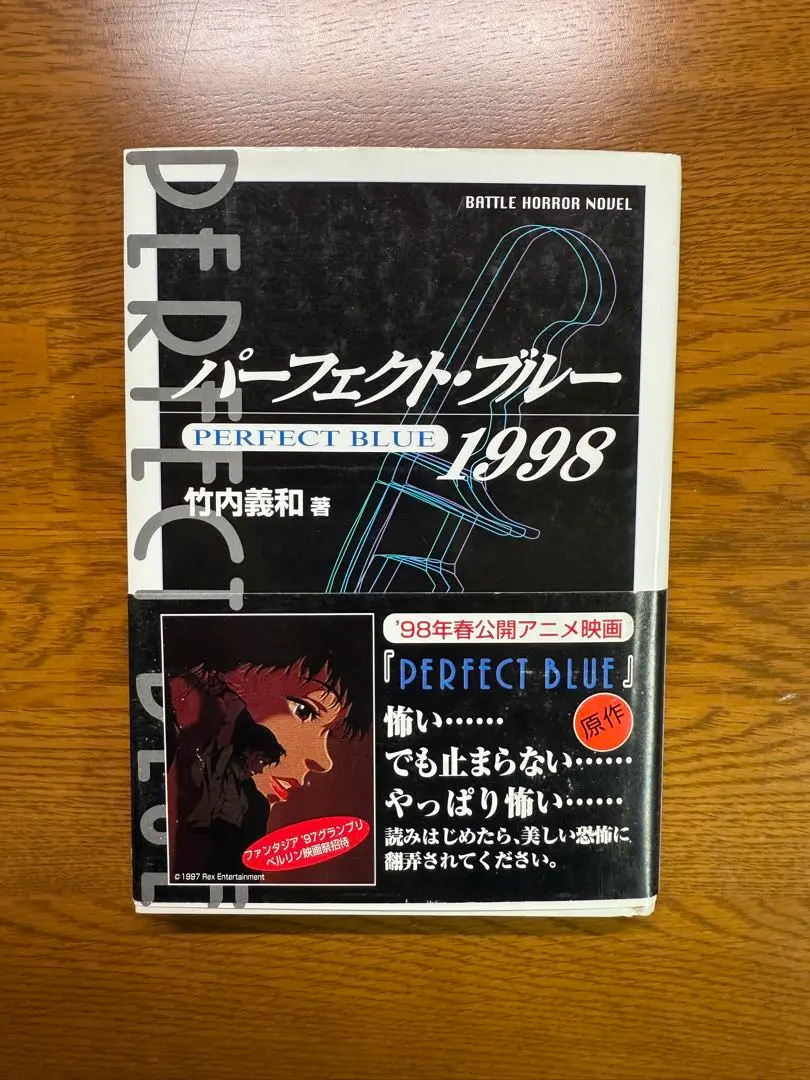 PERFECT BLUE
BATTLE HORROR NOVEL
パーフェクト・ブルー
PERFECT BLUE
1998
竹内義和 著
'98年春公開アニメ映画
『PERFECT BLUE』
原作
怖い……
でも止まらない……
やっぱり怖い……
読みはじめたら、美しい恐怖に
翻弄されてください。
ファンタジア'97グランプリ
ベルリン映画祭招待
© 1997 Rex Entertainment